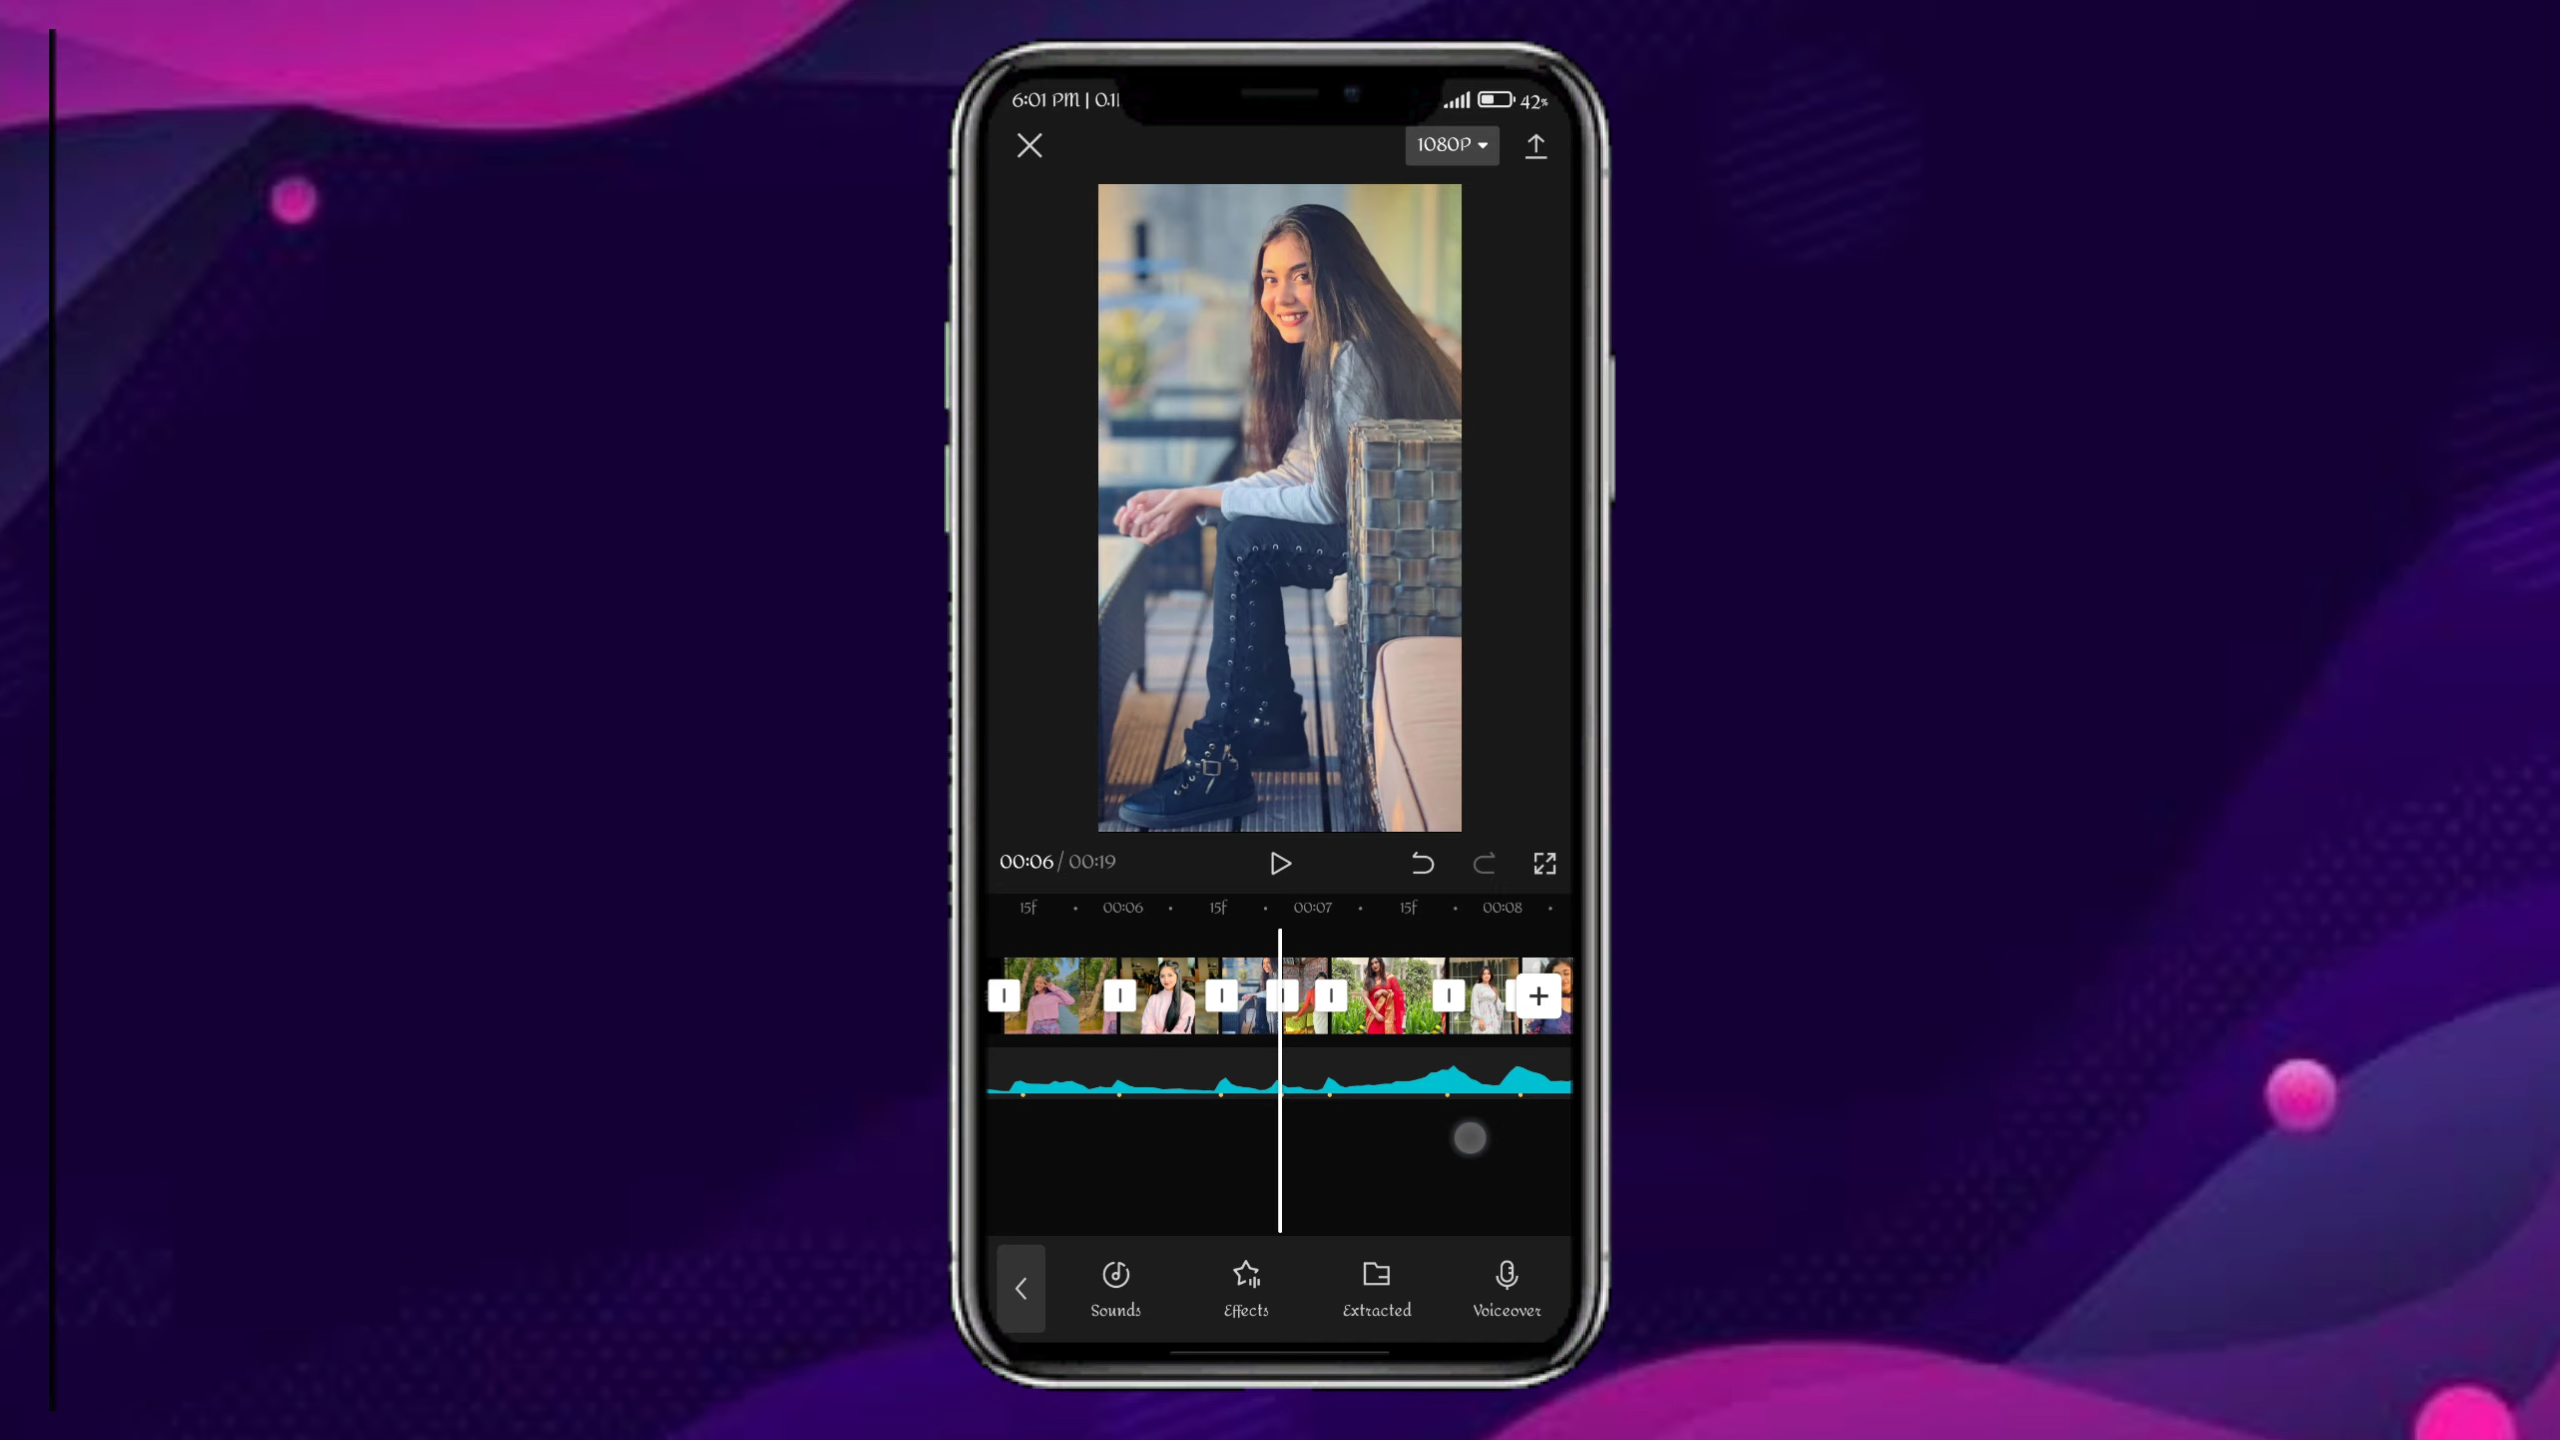 6:01 PM | 0.1
42%
1080P
00:06 / 00:19
15f 00:06 15f 00:07 15f 00:08
Sounds Effects Extracted Voiceover